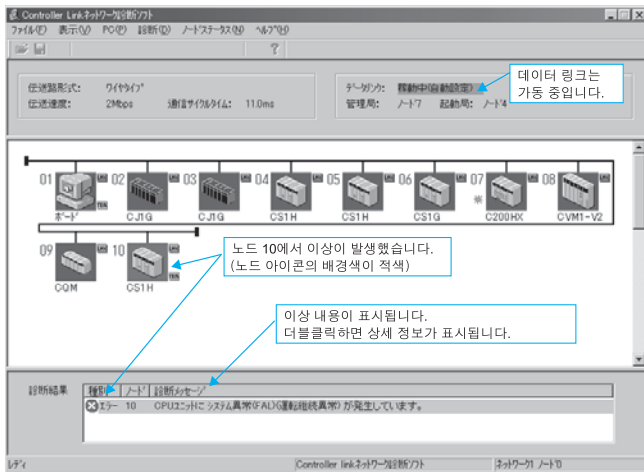 Controller Linkネットワーク診断ソフト
ファイル(F) 表示(V) PC(P) 診断(D) ノードステータス(N) ヘルプ(H)
伝送路形式: ワイヤタイプ
伝送速度: 2Mbps 通信サイクルタイム: 11.0ms
データリンク: 稼動中(自動設定)
管理局: ノード7 起動局: ノード4
데이터 링크는
가동 중입니다.
01 02 03 04 05 06 07 08
※
ボード CJ1G CJ1G CS1H CS1H CS1G C200HX CVM1-V2
09 10
CQM CS1H
노드 10에서 이상이 발생했습니다.
(노드 아이콘의 배경색이 적색)
이상 내용이 표시됩니다.
더블클릭하면 상세 정보가 표시됩니다.
診断結果 種別 ノード 診断メッセージ
エラー 10 CPUユニットに システム異常(FAL)(運転継続異常) が発生しています。
レディ Controller linkネットワーク診断ソフト ネットワーク1 ノード0